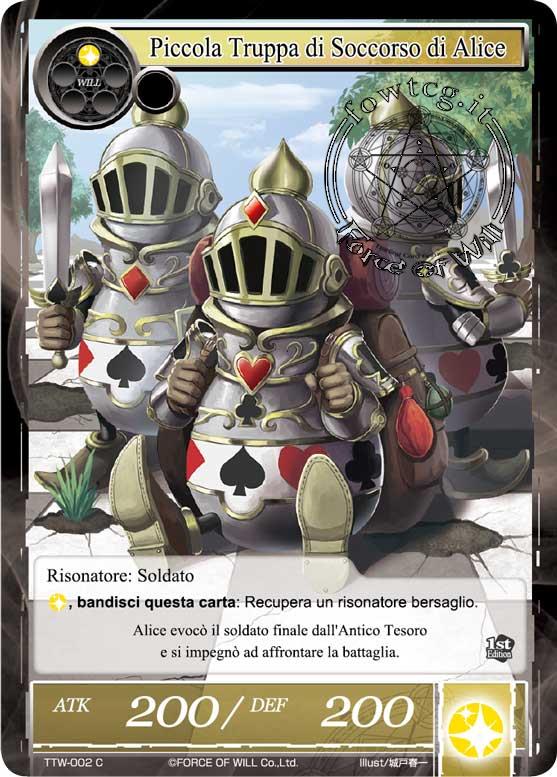 Piccola Truppa di Soccorso di Alice
WILL
fowtcg.it
Force of Will
Risonatore: Soldato
, bandisci questa carta: Recupera un risonatore bersaglio.
Alice evocò il soldato finale dall'Antico Tesoro
e si impegnò ad affrontare la battaglia.
1st
Edition
ATK 200 / DEF 200
TTW-002 C ©FORCE OF WILL Co.,Ltd. Illust/城戸春一